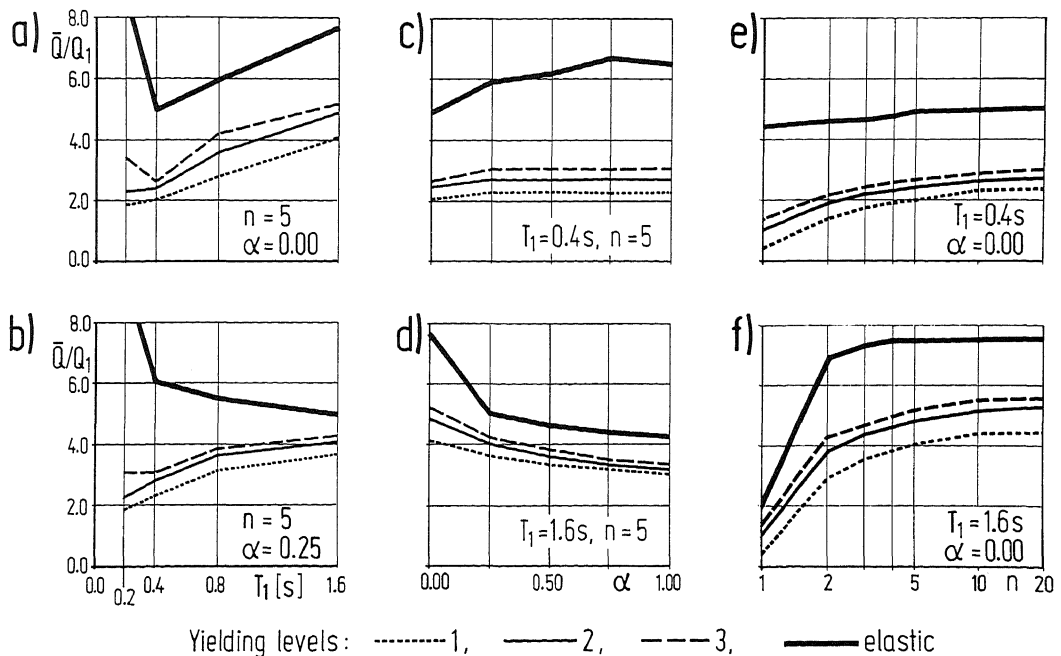 a)
Q̄/Q₁
8.0
6.0
4.0
2.0
0.0
n = 5
α = 0.00
c)
T₁=0.4s, n=5
e)
T₁=0.4s
α=0.00
b)
Q̄/Q₁
8.0
6.0
4.0
2.0
0.0
n = 5
α = 0.25
0.0 0.2 0.4 0.8 T₁[s] 1.6
d)
T₁=1.6s, n=5
0.00 0.50 α 1.00
f)
T₁=1.6s
α=0.00
1 2 5 10 n 20
Yielding levels: 1, 2, 3, elastic